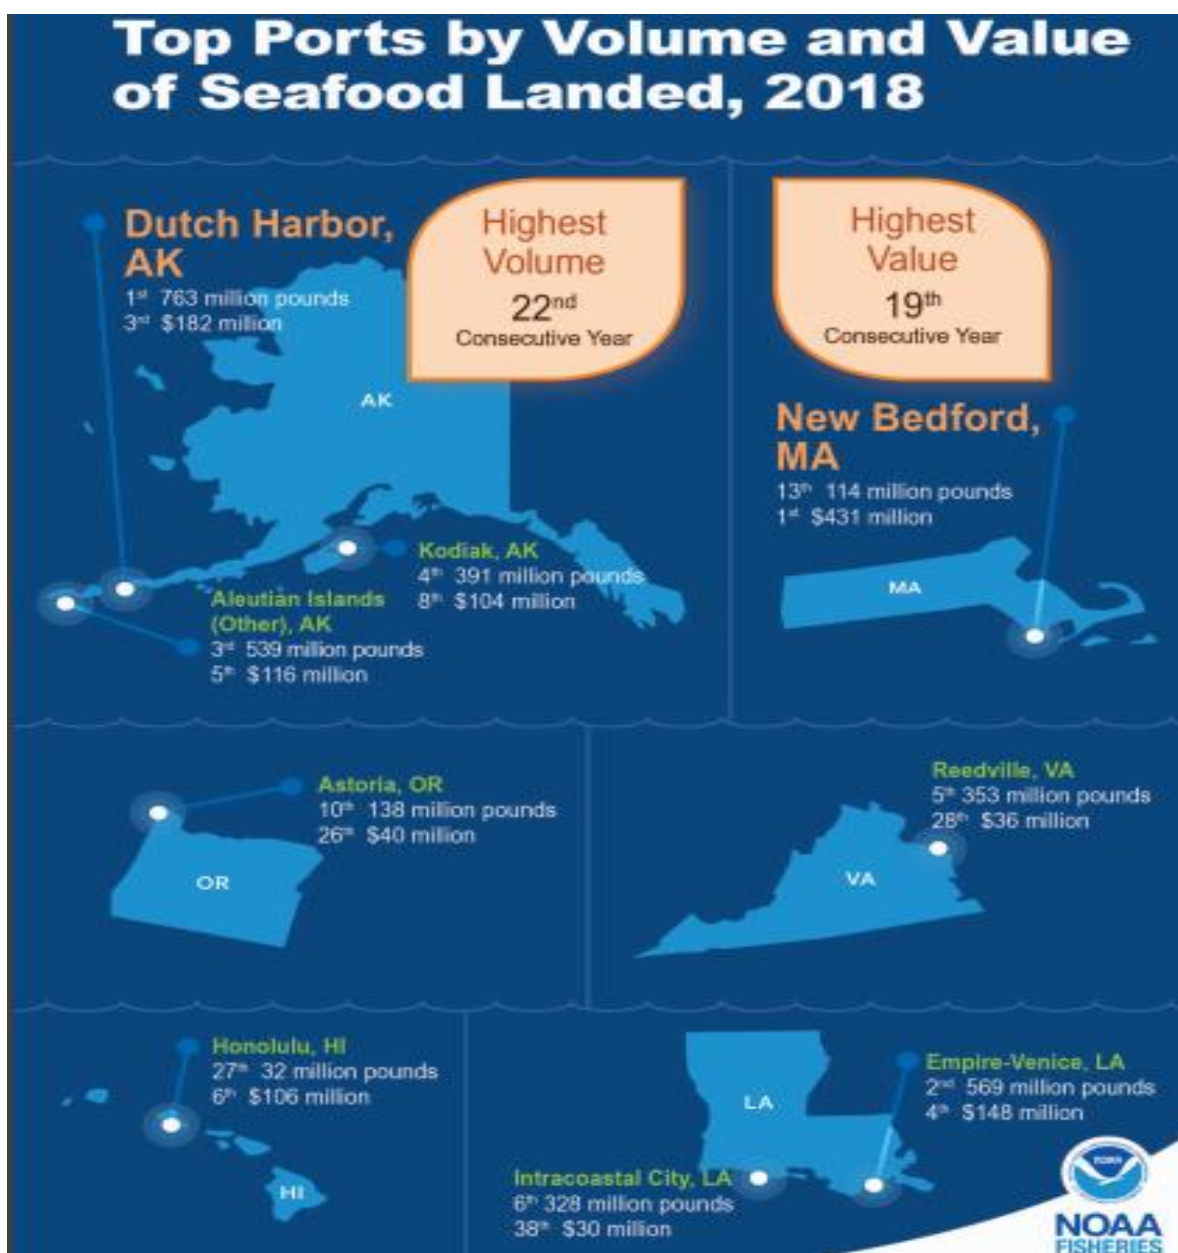 Top Ports by Volume and Value
of Seafood Landed, 2018
Dutch Harbor,
AK
1st 763 million pounds
3rd $182 million
Highest
Volume
22nd
Consecutive Year
Highest
Value
19th
Consecutive Year
AK
New Bedford,
MA
13th 114 million pounds
1st $431 million
MA
Kodiak, AK
4th 391 million pounds
8th $104 million
Aleutian Islands
(Other), AK
3rd 539 million pounds
5th $116 million
Astoria, OR
10th 138 million pounds
26th $40 million
OR
Reedville, VA
5th 353 million pounds
28th $36 million
VA
Honolulu, HI
27th 32 million pounds
6th $106 million
HI
Empire-Venice, LA
2nd 569 million pounds
4th $148 million
LA
Intracoastal City, LA
6th 328 million pounds
38th $30 million
NOAA
NOAA
FISHERIES